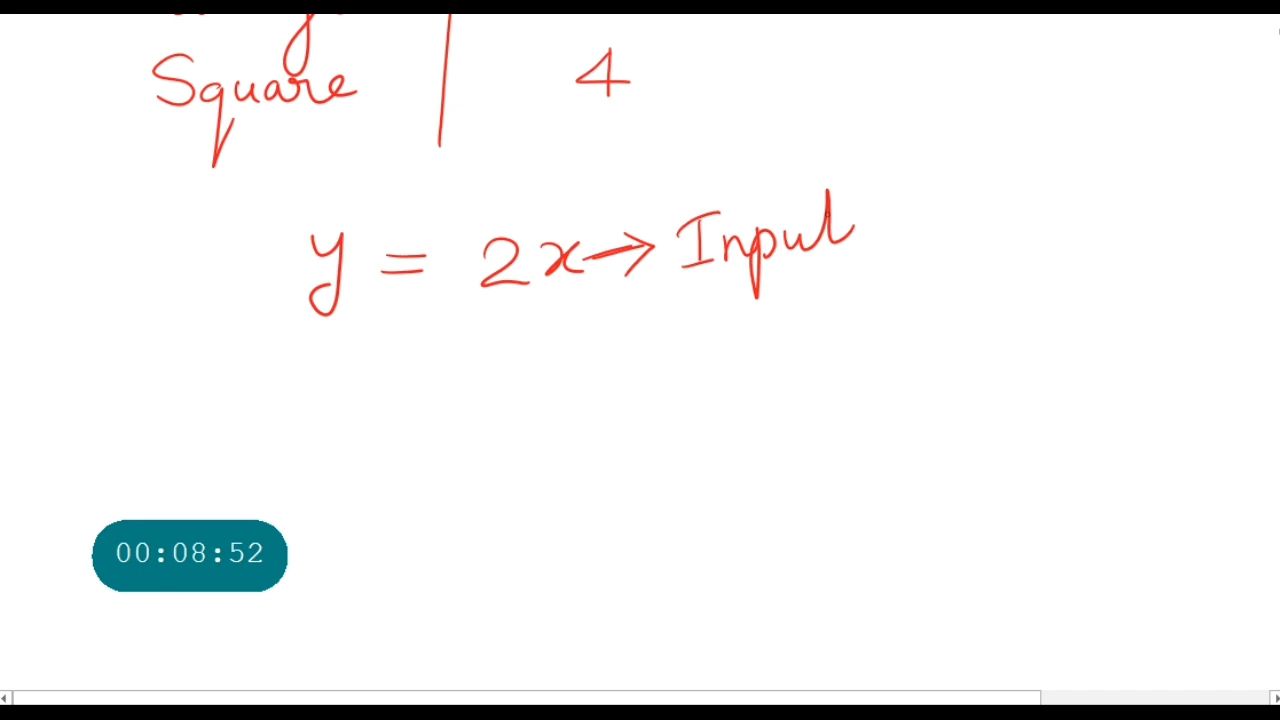 Square | 4
y = 2x → Input
00:08:52